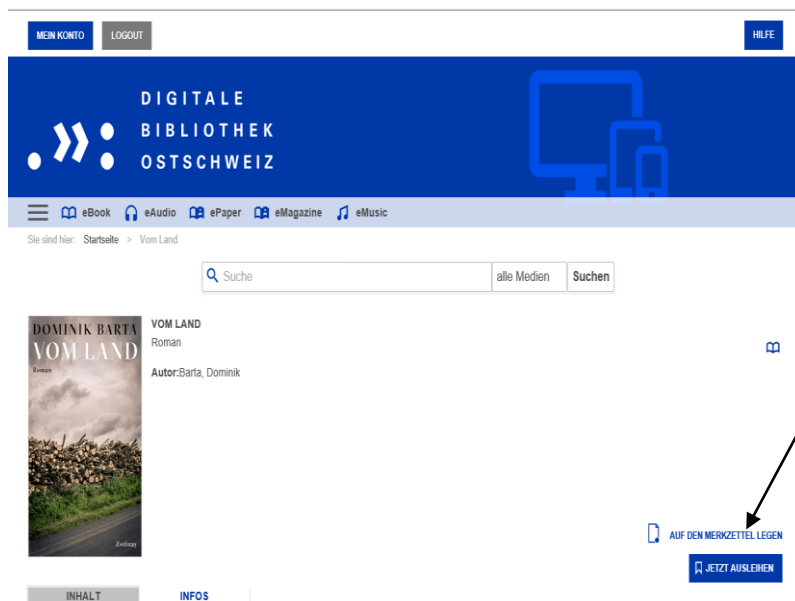 MEIN KONTO
LOGOUT
HILFE
DIGITALE
BIBLIOTHEK
OSTSCHWEIZ
eBook eAudio ePaper eMagazine eMusic
Sie sind hier: Startseite > Vom Land
Suche alle Medien Suchen
DOMINIK BARTA
VOM LAND
Roman
Zsolnay
VOM LAND
Roman
Autor:Barta, Dominik
AUF DEN MERKZETTEL LEGEN
JETZT AUSLEIHEN
INHALT INFOS